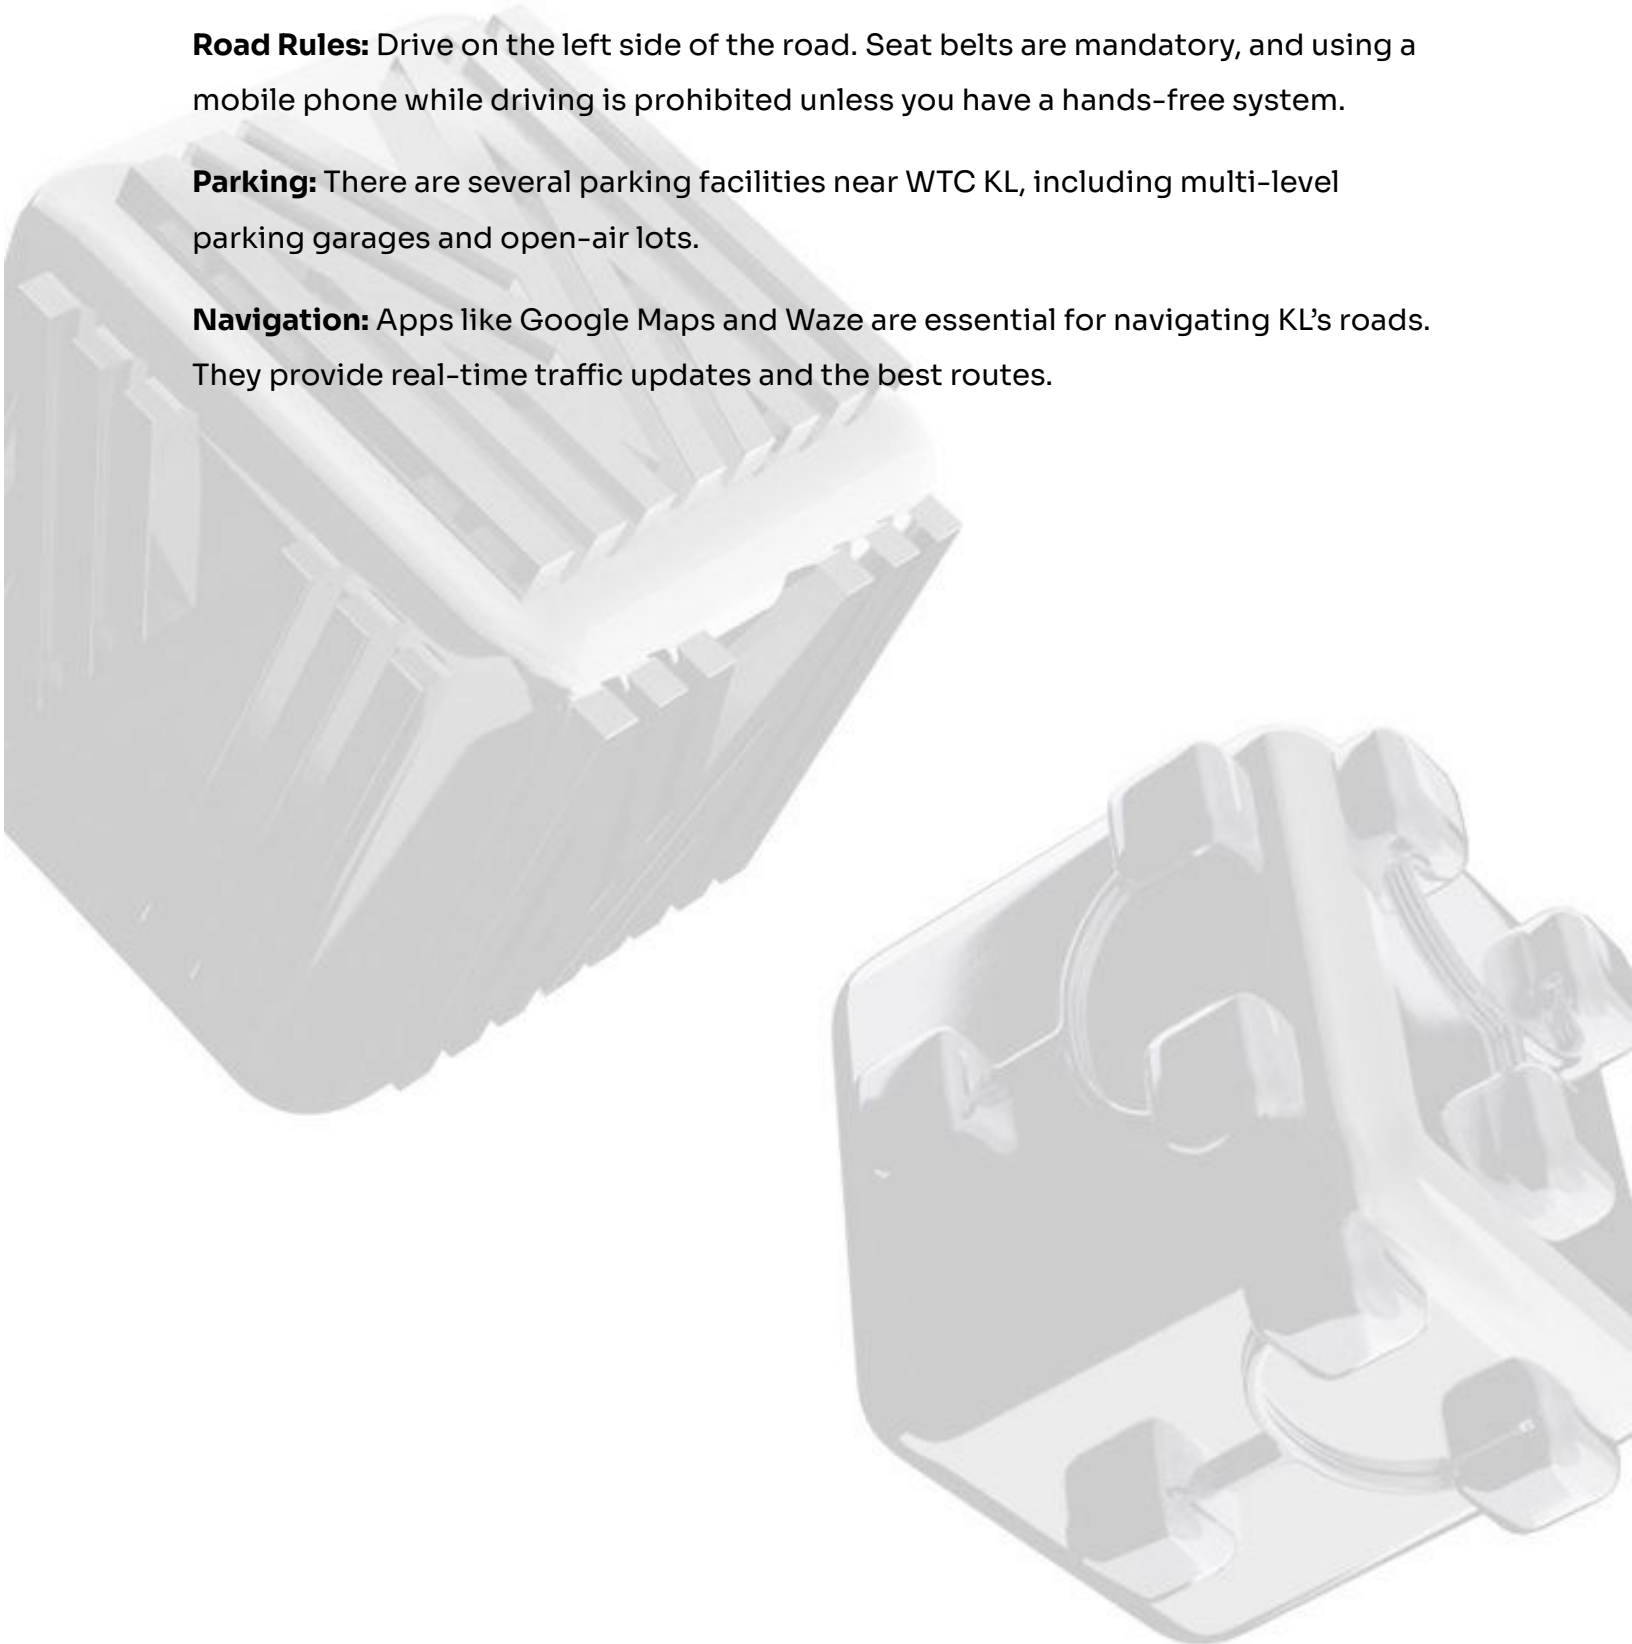 Road Rules: Drive on the left side of the road. Seat belts are mandatory, and using a
mobile phone while driving is prohibited unless you have a hands-free system.
Parking: There are several parking facilities near WTC KL, including multi-level
parking garages and open-air lots.
Navigation: Apps like Google Maps and Waze are essential for navigating KL’s roads.
They provide real-time traffic updates and the best routes.